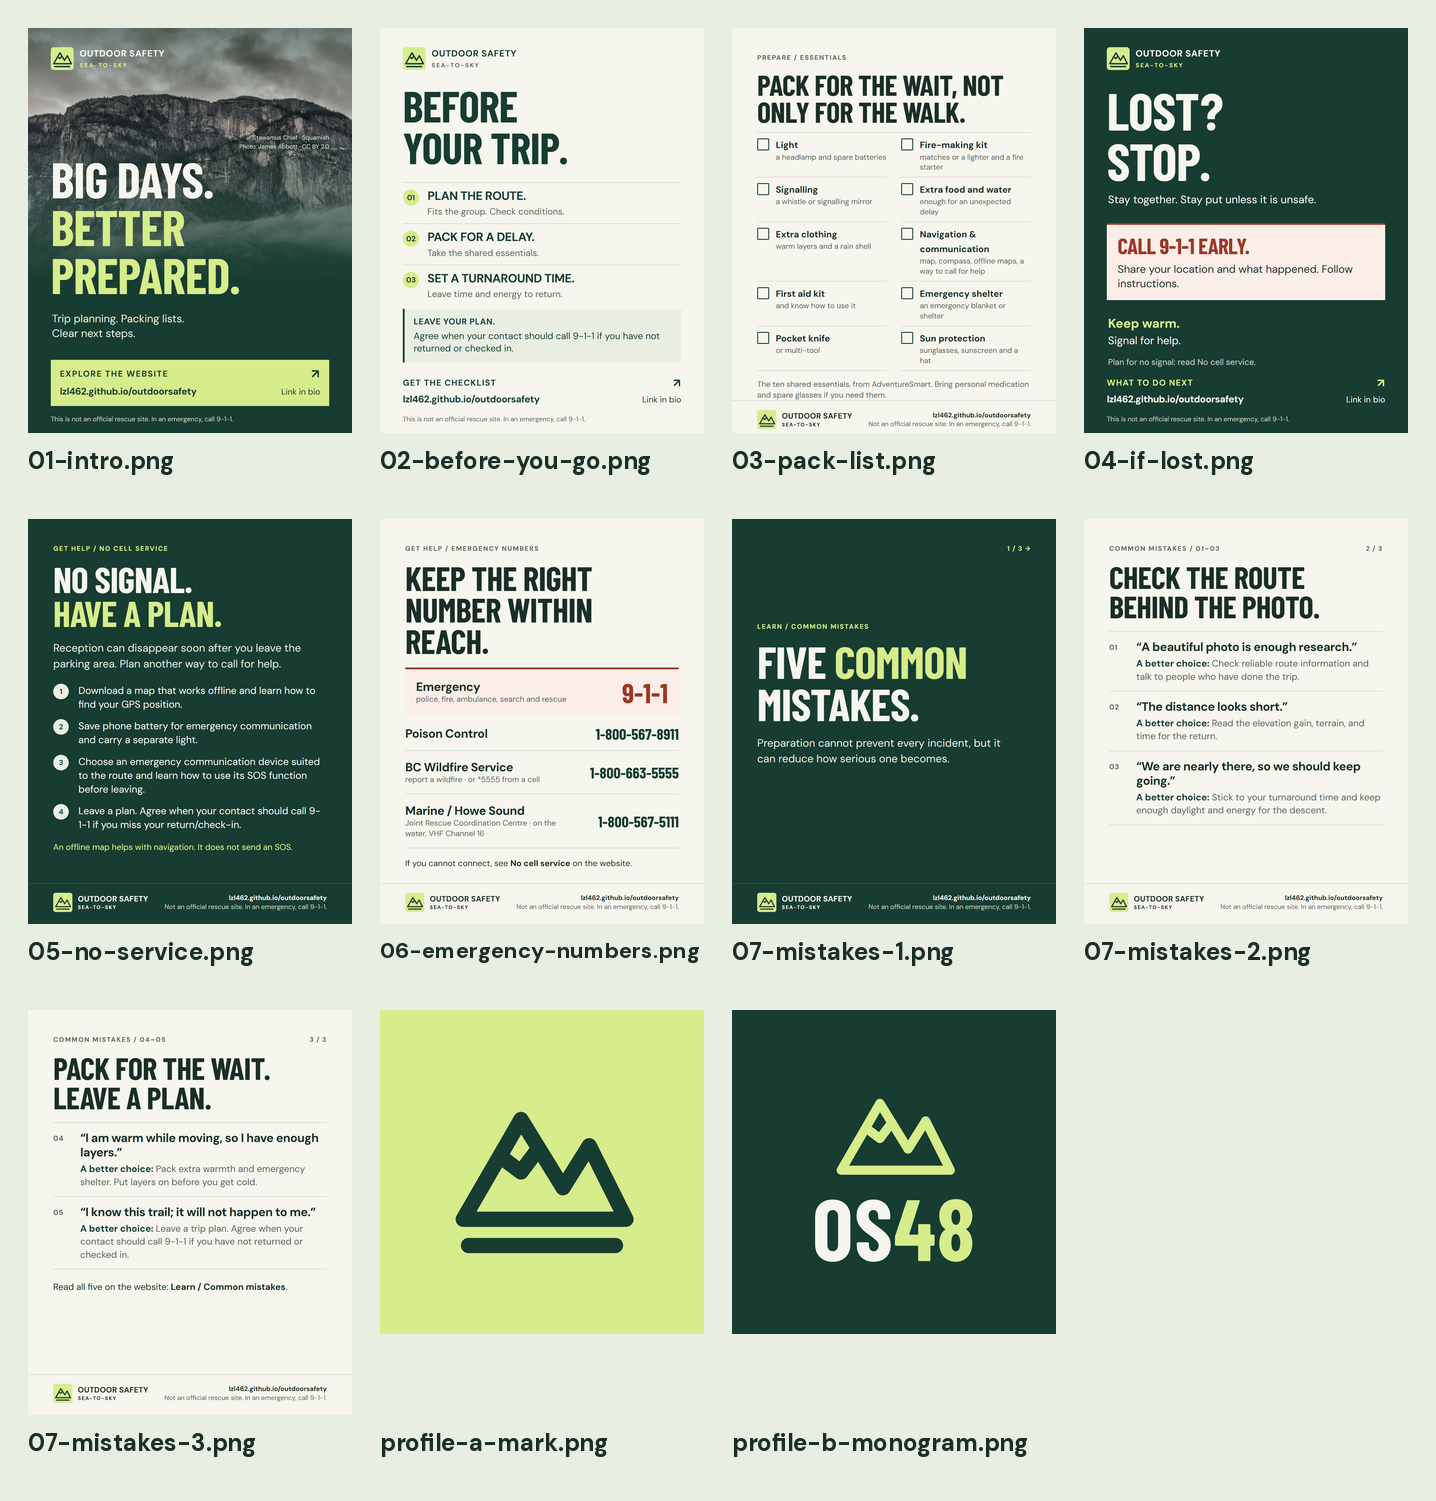 OUTDOOR SAFETY
SEA-TO-SKY
Stawamus Chief · Squamish
Photo: James Abbott · CC BY 2.0
BIG DAYS.
BETTER
PREPARED.
Trip planning. Packing lists.
Clear next steps.
EXPLORE THE WEBSITE
lzl462.github.io/outdoorsafety
Link in bio
This is not an official rescue site. In an emergency, call 9-1-1.
01-intro.png
OUTDOOR SAFETY
SEA-TO-SKY
BEFORE
YOUR TRIP.
01 PLAN THE ROUTE.
Fits the group. Check conditions.
02 PACK FOR A DELAY.
Take the shared essentials.
03 SET A TURNAROUND TIME.
Leave time and energy to return.
LEAVE YOUR PLAN.
Agree when your contact should call 9-1-1 if you have not
returned or checked in.
GET THE CHECKLIST
lzl462.github.io/outdoorsafety
Link in bio
This is not an official rescue site. In an emergency, call 9-1-1.
02-before-you-go.png
PREPARE / ESSENTIALS
PACK FOR THE WAIT, NOT
ONLY FOR THE WALK.
Light
a headlamp and spare batteries
Fire-making kit
matches or a lighter and a fire
starter
Signalling
a whistle or signalling mirror
Extra food and water
enough for an unexpected
delay
Extra clothing
warm layers and a rain shell
Navigation &
communication
map, compass, offline maps, a
way to call for help
First aid kit
and know how to use it
Emergency shelter
an emergency blanket or
shelter
Pocket knife
or multi-tool
Sun protection
sunglasses, sunscreen and a
hat
The ten shared essentials, from AdventureSmart. Bring personal medication
and spare glasses if you need them.
OUTDOOR SAFETY
SEA-TO-SKY
lzl462.github.io/outdoorsafety
Not an official rescue site. In an emergency, call 9-1-1.
03-pack-list.png
OUTDOOR SAFETY
SEA-TO-SKY
LOST?
STOP.
Stay together. Stay put unless it is unsafe.
CALL 9-1-1 EARLY.
Share your location and what happened. Follow
instructions.
Keep warm.
Signal for help.
Plan for no signal: read No cell service.
WHAT TO DO NEXT
lzl462.github.io/outdoorsafety
Link in bio
This is not an official rescue site. In an emergency, call 9-1-1.
04-if-lost.png
GET HELP / NO CELL SERVICE
NO SIGNAL.
HAVE A PLAN.
Reception can disappear soon after you leave the
parking area. Plan another way to call for help.
1 Download a map that works offline and learn how to
find your GPS position.
2 Save phone battery for emergency communication
and carry a separate light.
3 Choose an emergency communication device suited
to the route and learn how to use its SOS function
before leaving.
4 Leave a plan. Agree when your contact should call 9-
1-1 if you miss your return/check-in.
An offline map helps with navigation. It does not send an SOS.
OUTDOOR SAFETY
SEA-TO-SKY
lzl462.github.io/outdoorsafety
Not an official rescue site. In an emergency, call 9-1-1.
05-no-service.png
GET HELP / EMERGENCY NUMBERS
KEEP THE RIGHT
NUMBER WITHIN
REACH.
Emergency
police, fire, ambulance, search and rescue
9-1-1
Poison Control
1-800-567-8911
BC Wildfire Service
report a wildfire · or *5555 from a cell
1-800-663-5555
Marine / Howe Sound
Joint Rescue Coordination Centre · on the
water, VHF Channel 16
1-800-567-5111
If you cannot connect, see No cell service on the website.
OUTDOOR SAFETY
SEA-TO-SKY
lzl462.github.io/outdoorsafety
Not an official rescue site. In an emergency, call 9-1-1.
06-emergency-numbers.png
1 / 3 →
LEARN / COMMON MISTAKES
FIVE COMMON
MISTAKES.
Preparation cannot prevent every incident, but it
can reduce how serious one becomes.
OUTDOOR SAFETY
SEA-TO-SKY
lzl462.github.io/outdoorsafety
Not an official rescue site. In an emergency, call 9-1-1.
07-mistakes-1.png
COMMON MISTAKES / 01–03
2 / 3
CHECK THE ROUTE
BEHIND THE PHOTO.
01 “A beautiful photo is enough research.”
A better choice: Check reliable route information and
talk to people who have done the trip.
02 “The distance looks short.”
A better choice: Read the elevation gain, terrain, and
time for the return.
03 “We are nearly there, so we should keep
going.”
A better choice: Stick to your turnaround time and keep
enough daylight and energy for the descent.
OUTDOOR SAFETY
SEA-TO-SKY
lzl462.github.io/outdoorsafety
Not an official rescue site. In an emergency, call 9-1-1.
07-mistakes-2.png
COMMON MISTAKES / 04–05
3 / 3
PACK FOR THE WAIT.
LEAVE A PLAN.
04 “I am warm while moving, so I have enough
layers.”
A better choice: Pack extra warmth and emergency
shelter. Put layers on before you get cold.
05 “I know this trail; it will not happen to me.”
A better choice: Leave a trip plan. Agree when your
contact should call 9-1-1 if you have not returned or
checked in.
Read all five on the website: Learn / Common mistakes.
OUTDOOR SAFETY
SEA-TO-SKY
lzl462.github.io/outdoorsafety
Not an official rescue site. In an emergency, call 9-1-1.
07-mistakes-3.png
profile-a-mark.png
OS48
profile-b-monogram.png